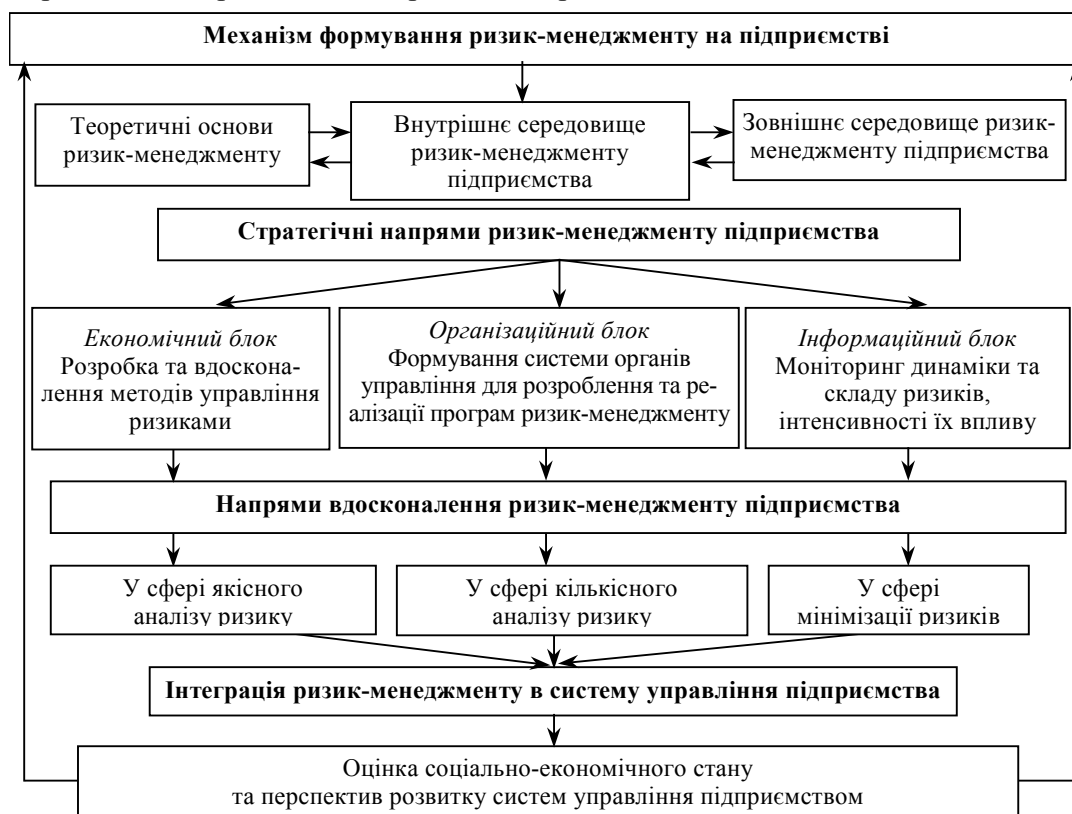 Механізм формування ризик-менеджменту на підприємстві
Теоретичні основи
ризик-менеджменту
Внутрішнє середовище
ризик-менеджменту
підприємства
Зовнішнє середовище ризик-
менеджменту підприємства
Стратегічні напрями ризик-менеджменту підприємства
Економічний блок
Розробка та вдоскона-
лення методів управління
ризиками
Організаційний блок
Формування системи органів
управління для розроблення та ре-
алізації програм ризик-менеджменту
Інформаційний блок
Моніторинг динаміки та
складу ризиків,
інтенсивності їх впливу
Напрями вдосконалення ризик-менеджменту підприємства
У сфері якісного
аналізу ризику
У сфері кількісного
аналізу ризику
У сфері
мінімізації ризиків
Інтеграція ризик-менеджменту в систему управління підприємства
Оцінка соціально-економічного стану
та перспектив розвитку систем управління підприємством